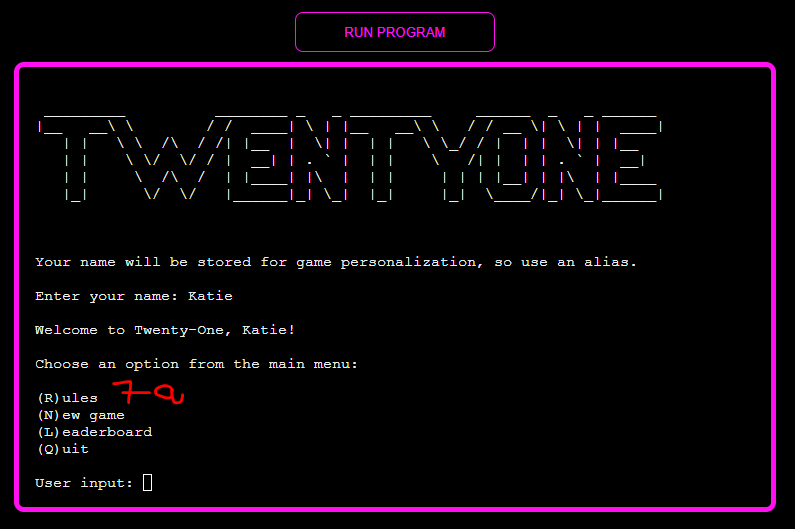 RUN PROGRAM
TWENTYONE
Your name will be stored for game personalization, so use an alias.
Enter your name: Katie
Welcome to Twenty-One, Katie!
Choose an option from the main menu:
(R)ules 7-a
(N)ew game
(L)eaderboard
(Q)uit
User input: